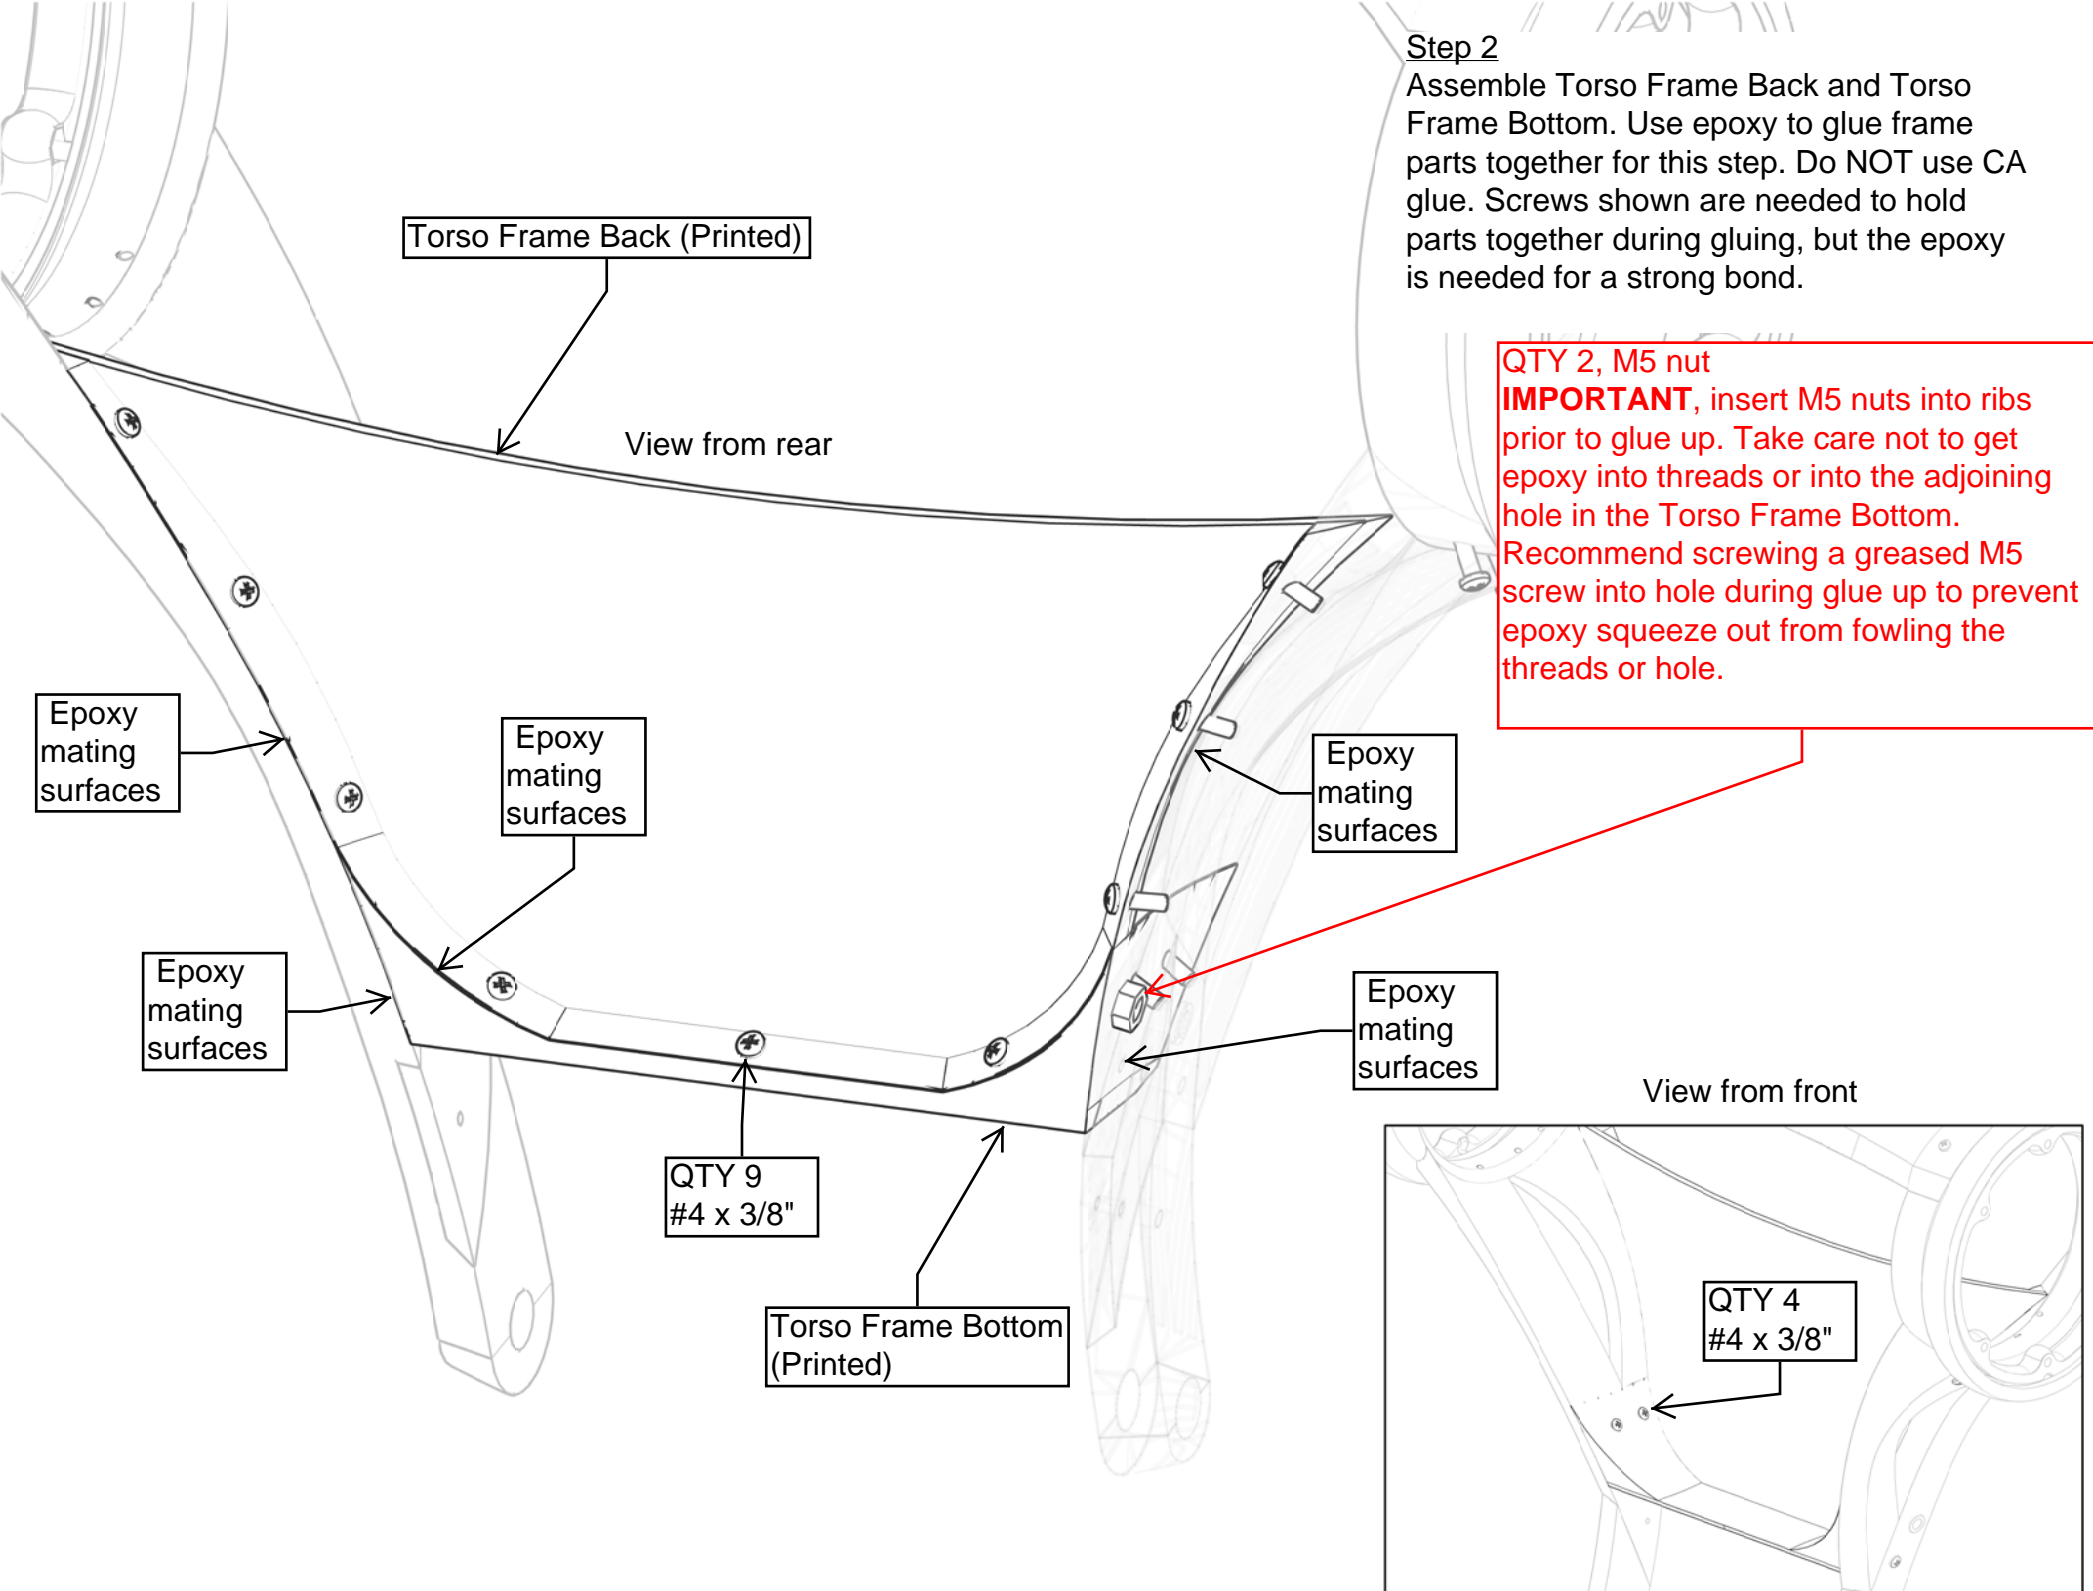 Step 2
Assemble Torso Frame Back and Torso
Frame Bottom. Use epoxy to glue frame
parts together for this step. Do NOT use CA
glue. Screws shown are needed to hold
parts together during gluing, but the epoxy
is needed for a strong bond.
Torso Frame Back (Printed)
View from rear
QTY 2, M5 nut
IMPORTANT, insert M5 nuts into ribs
prior to glue up. Take care not to get
epoxy into threads or into the adjoining
hole in the Torso Frame Bottom.
Recommend screwing a greased M5
screw into hole during glue up to prevent
epoxy squeeze out from fowling the
threads or hole.
Epoxy
mating
surfaces
Epoxy
mating
surfaces
Epoxy
mating
surfaces
Epoxy
mating
surfaces
Epoxy
mating
surfaces
QTY 9
#4 x 3/8"
Torso Frame Bottom
(Printed)
View from front
QTY 4
#4 x 3/8"